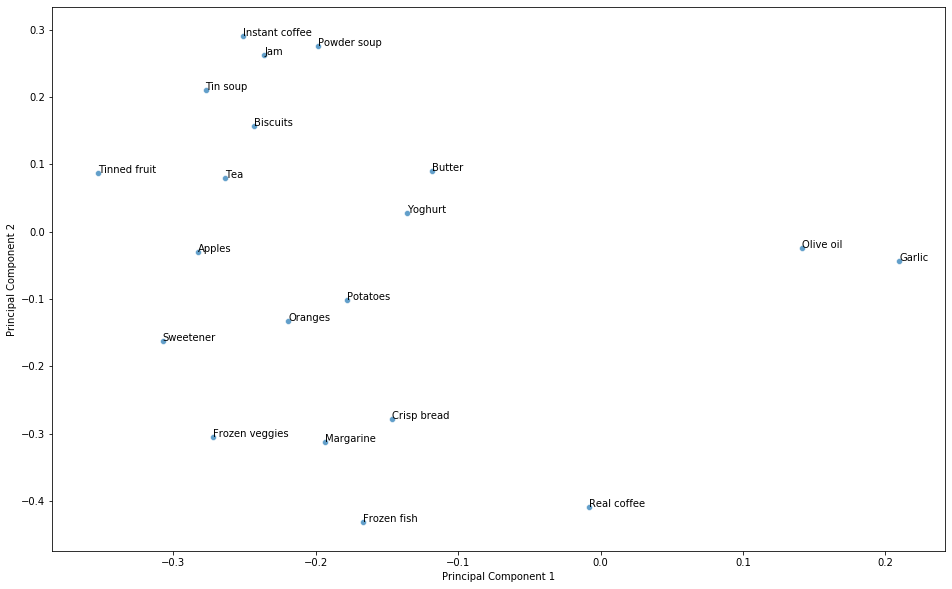 0.3
0.2
0.1
0.0
−0.1
−0.2
−0.3
−0.4
Principal Component 2
Instant coffee
Powder soup
Jam
Tin soup
Biscuits
Tinned fruit
Tea
Butter
Yoghurt
Apples
Olive oil
Garlic
Potatoes
Oranges
Sweetener
Crisp bread
Frozen veggies
Margarine
Real coffee
Frozen fish
−0.3
−0.2
−0.1
0.0
0.1
0.2
Principal Component 1